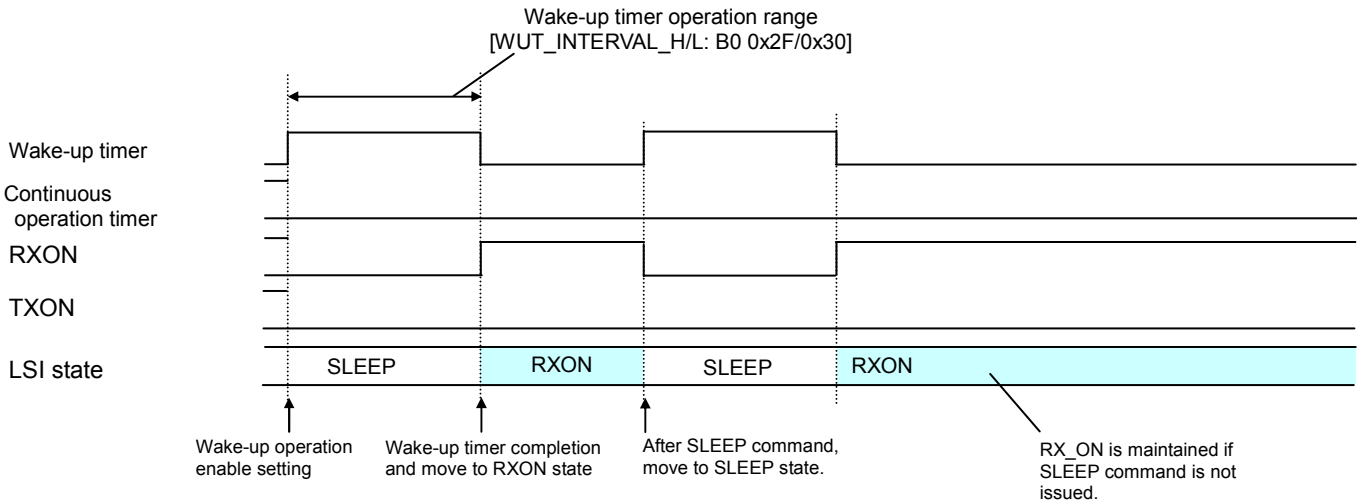 Wake-up timer operation range
[WUT_INTERVAL_H/L: B0 0x2F/0x30]
Wake-up timer
Continuous
operation timer
RXON
TXON
LSI state
SLEEP
RXON
SLEEP
RXON
Wake-up operation
enable setting
Wake-up timer completion
and move to RXON state
After SLEEP command,
move to SLEEP state.
RX_ON is maintained if
SLEEP command is not
issued.